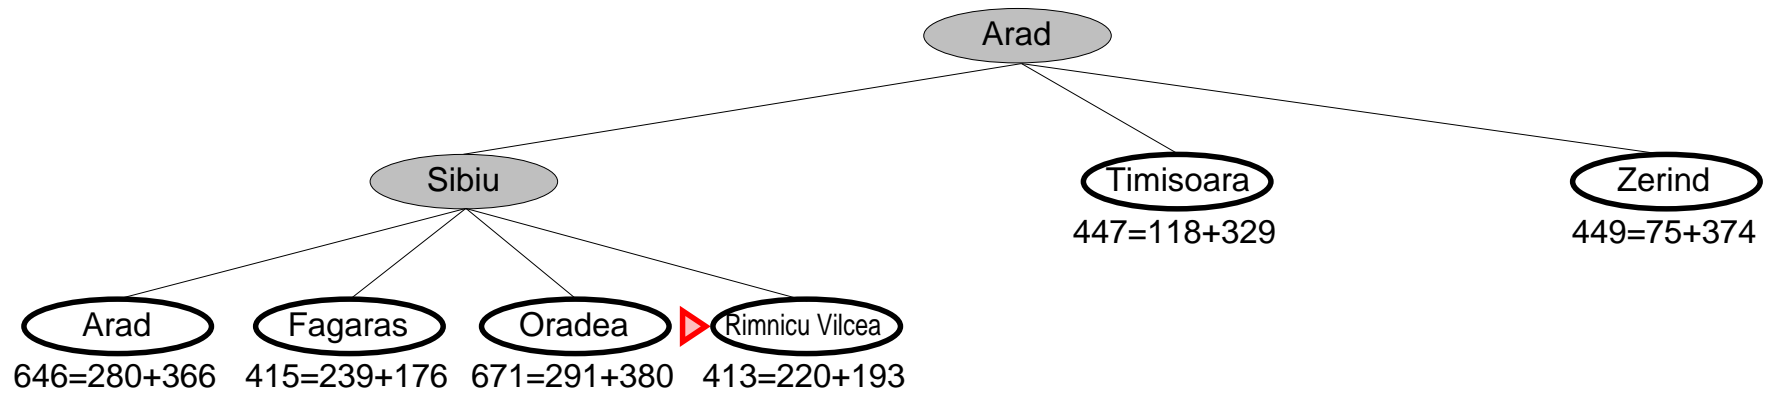 Arad
Sibiu
Timisoara
Zerind
447=118+329
449=75+374
Arad
Fagaras
Oradea
Rimnicu Vilcea
646=280+366
415=239+176
671=291+380
413=220+193